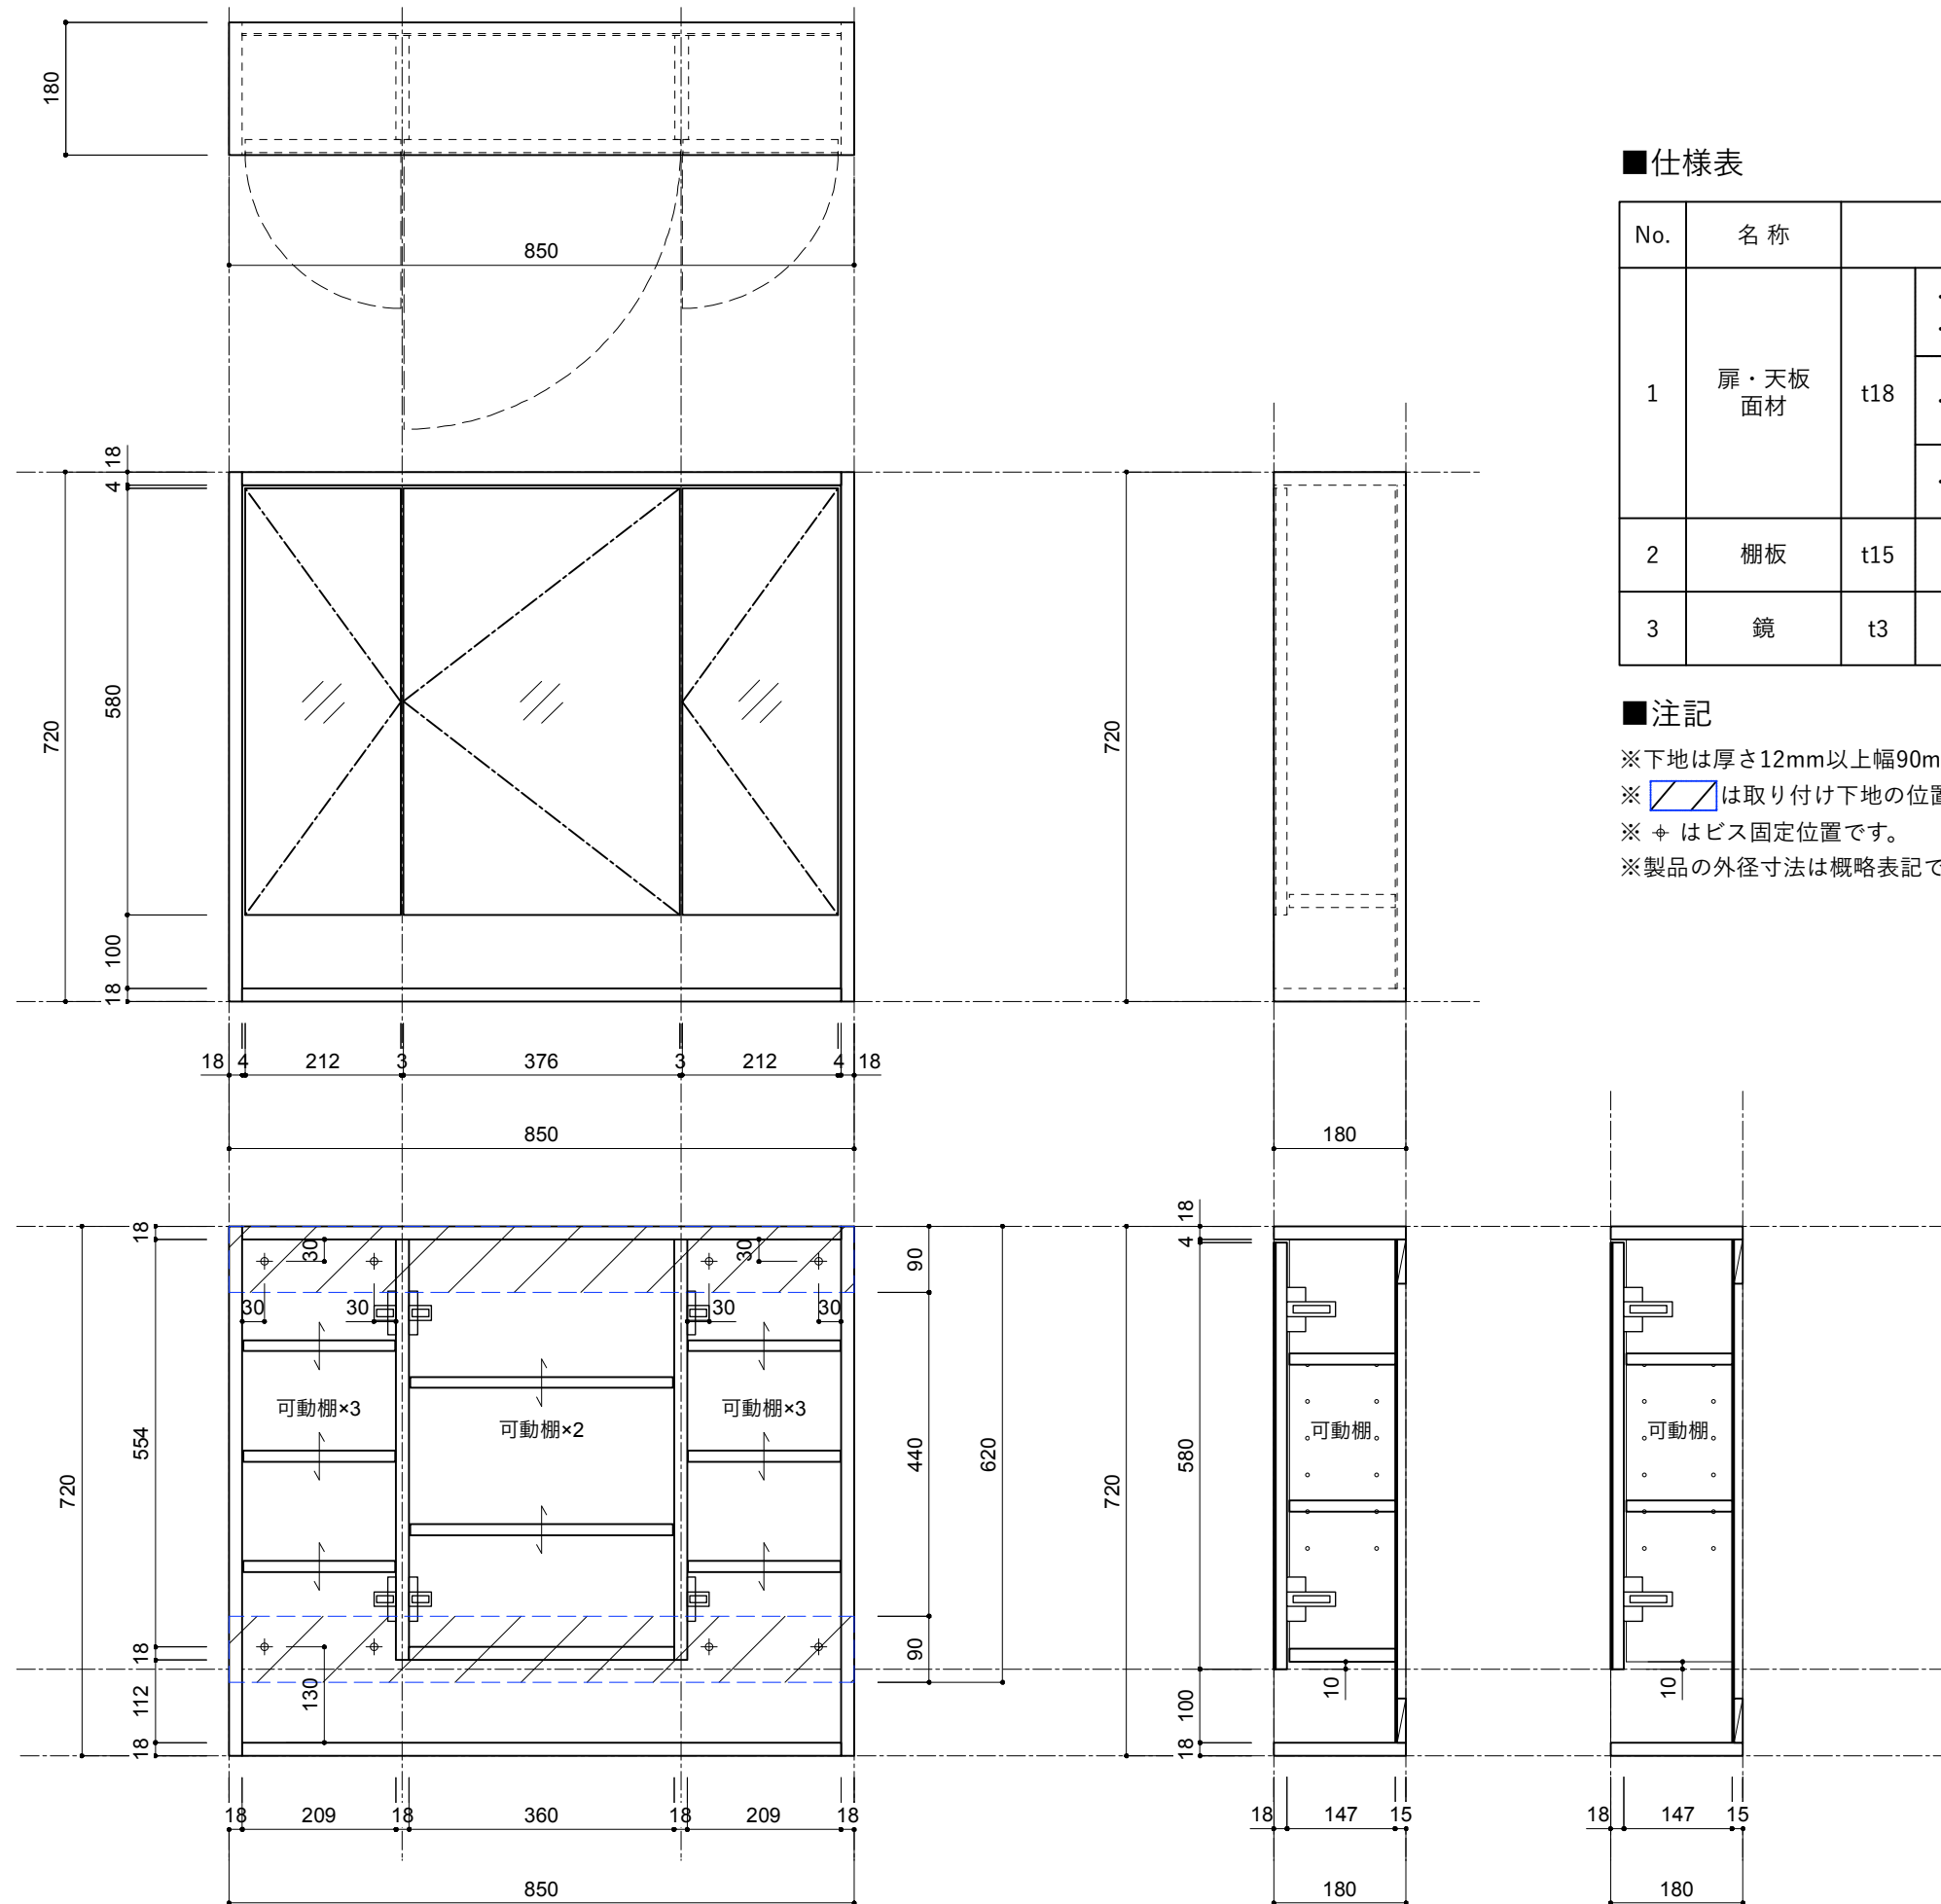 180
850
18
4
580
720
100
18
18 4 212 3 376 3 212 4 18
850
720
180
■仕様表
No. 名 称
1 扉・天板 t18
面材
2 棚板 t15
3 鏡 t3
■注記
※下地は厚さ12mm以上幅90m
※ は取り付け下地の位置
※ はビス固定位置です。
※製品の外径寸法は概略表記で
18
30 30
90
30 30 30 30
可動棚×3 可動棚×2 可動棚×3
554
720
440
620
18
112
130
90
18
18 209 18 360 18 209 18
850
18
4
可動棚 可動棚
580
720
10 10
100
18
18 147 15 18 147 15
180 180